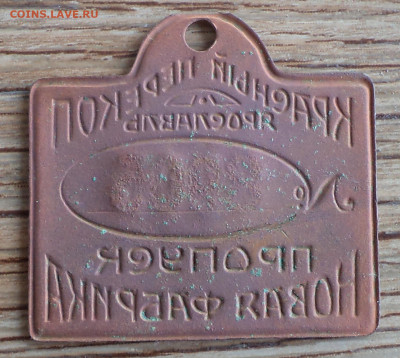 COINS.LAVE.RU
КРАСНЫЙ ПЕРЕКОП
ЯРОСЛАВЛЬ
№
ПРОПУСК
НОВАЯ ФАБРИКА